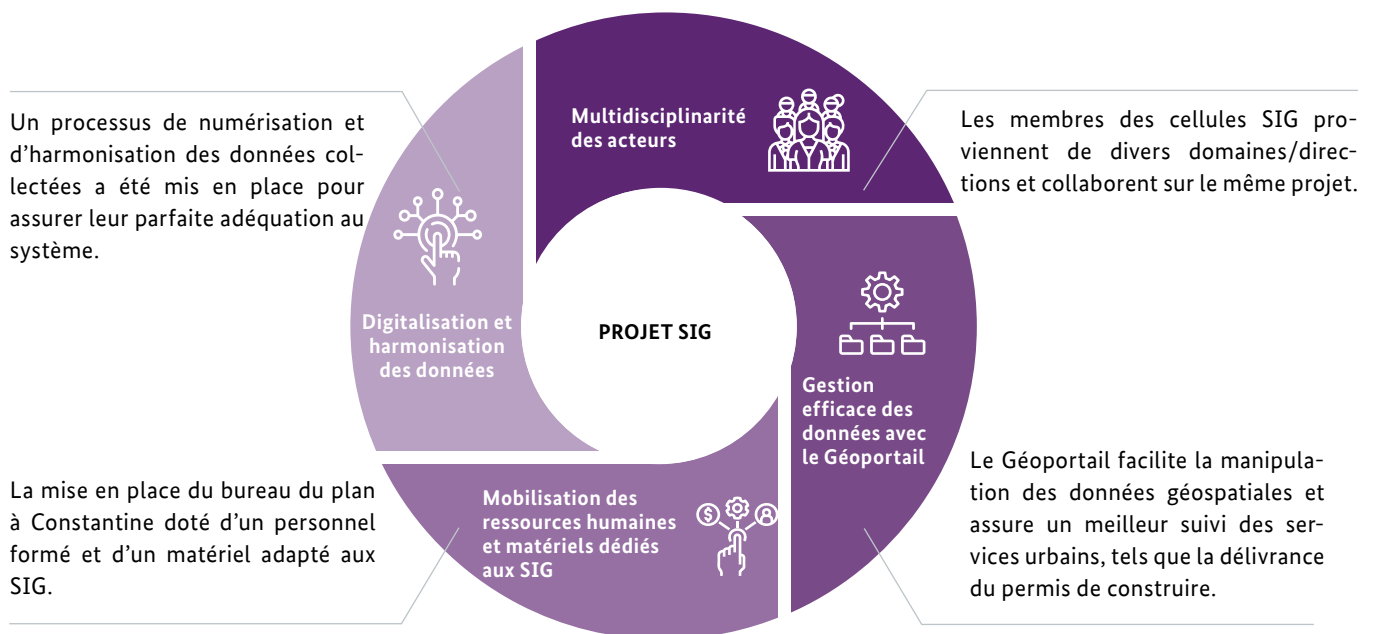 Un processus de numérisation et
d'harmonisation des données col-
lectées a été mis en place pour
assurer leur parfaite adéquation au
système.
Multidisciplinarité
des acteurs
Les membres des cellules SIG pro-
viennent de divers domaines/direc-
tions et collaborent sur le même projet.
Digitalisation et
harmonisation
des données
PROJET SIG
Gestion
efficace des
données avec
le Géoportail
La mise en place du bureau du plan
à Constantine doté d’un personnel
formé et d’un matériel adapté aux
SIG.
Mobilisation des
ressources humaines
et matériels dédiés
aux SIG
$
Le Géoportail facilite la manipula-
tion des données géospatiales et
assure un meilleur suivi des ser-
vices urbains, tels que la délivrance
du permis de construire.